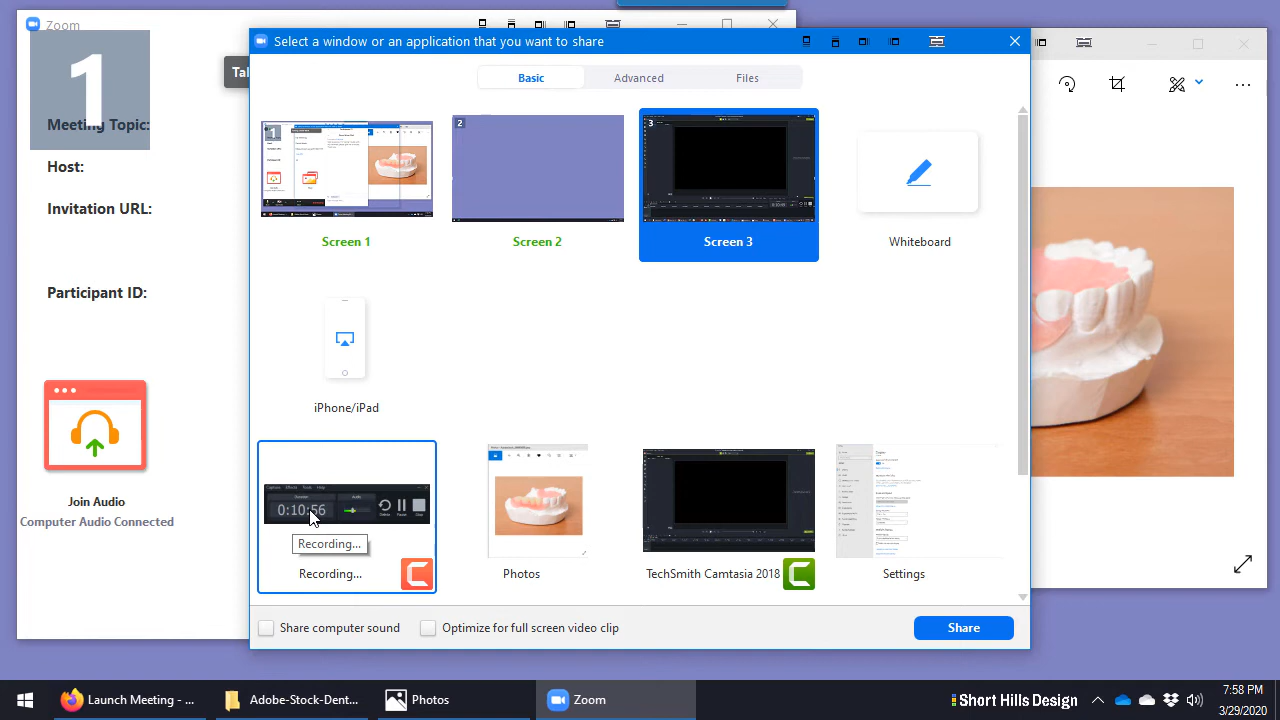 Zoom
1
Meeting Topic:
Host:
Invitation URL:
Participant ID:
Join Audio
Computer Audio Connected
Select a window or an application that you want to share
Basic
Advanced
Files
1
2
3
Screen 1
Screen 2
Screen 3
Whiteboard
iPhone/iPad
0:10:56
Recording...
Recording...
Photos
TechSmith Camtasia 2018
Settings
Share computer sound
Optimize for full screen video clip
Share
Launch Meeting - ...
Adobe-Stock-Dent...
Photos
Zoom
Short Hills Design
7:58 PM
3/29/2020